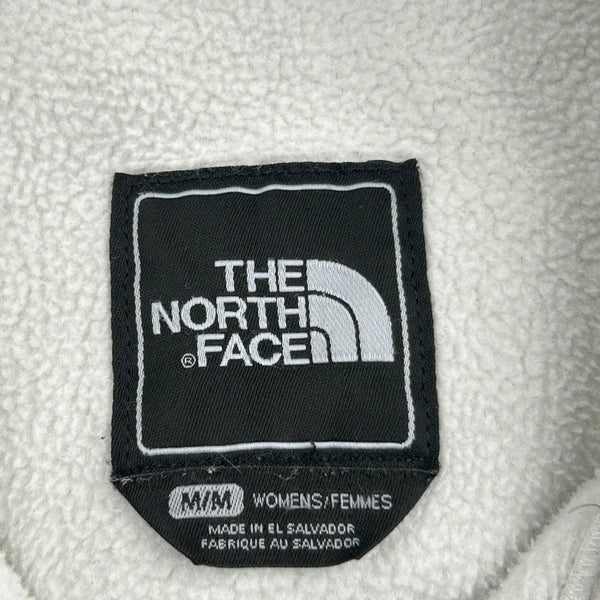 THE
NORTH
®FACE
M/M WOMENS/FEMMES
MADE IN EL SALVADOR
FABRIQUE AU SALVADOR